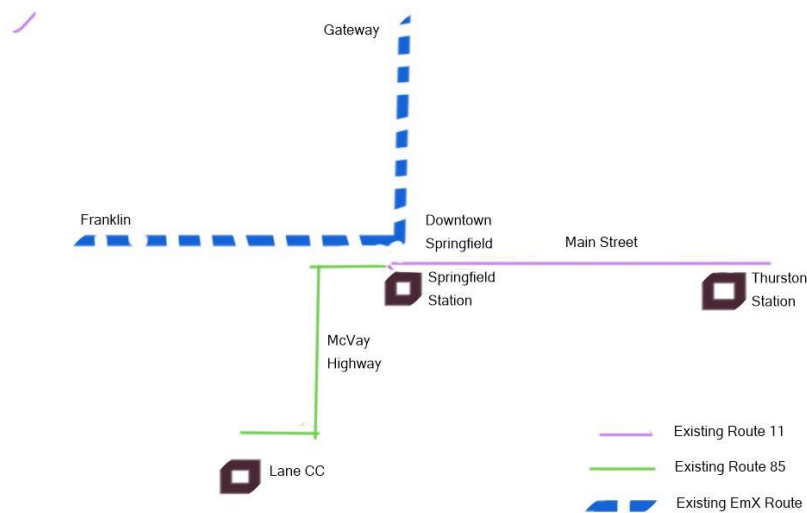 Gateway
Franklin
Downtown
Springfield
Main Street
Springfield
Station
Thurston
Station
McVay
Highway
Lane CC
Existing Route 11
Existing Route 85
Existing EmX Route